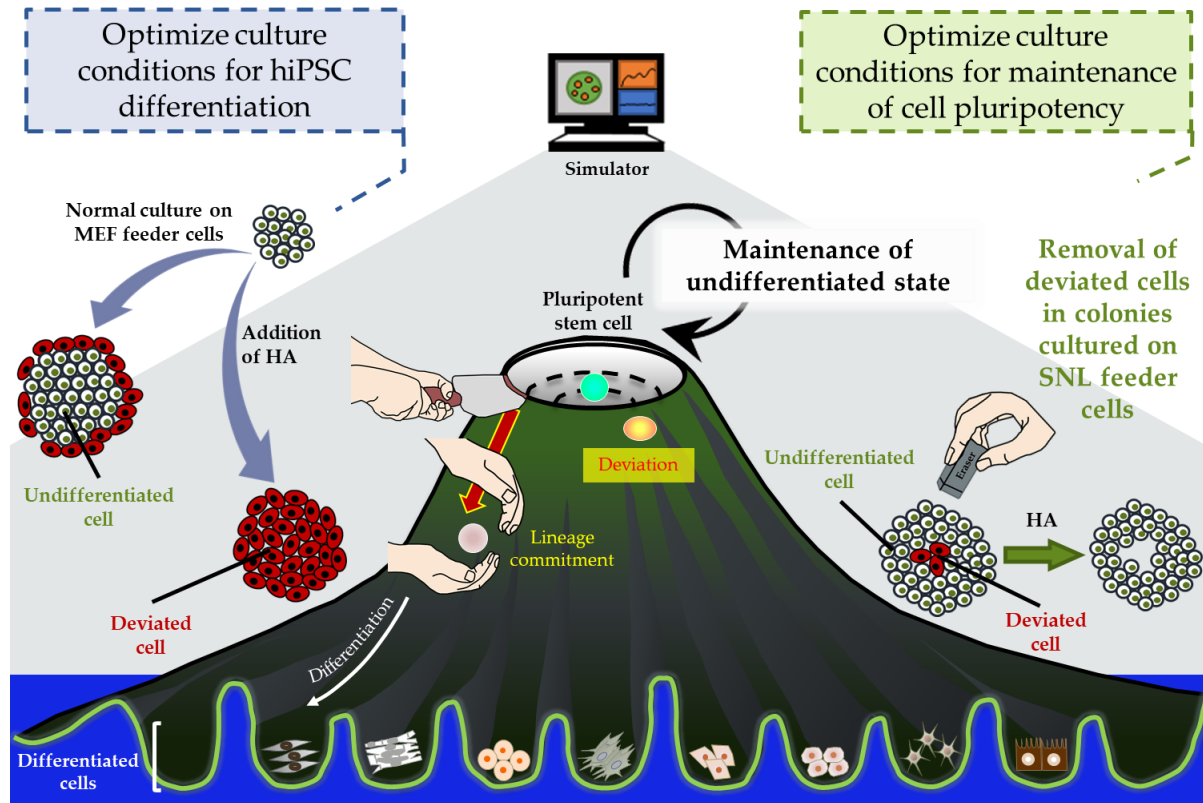 Optimize culture
conditions for hiPSC
differentiation
Optimize culture
conditions for maintenance
of cell pluripotency
Simulator
Normal culture on
MEF feeder cells
Addition
of HA
Undifferentiated
cell
Deviated
cell
Maintenance of
undifferentiated state
Pluripotent
stem cell
Deviation
Lineage
commitment
Differentiation
Removal of
deviated cells
in colonies
cultured on
SNL feeder
cells
Eraser
Undifferentiated
cell
HA
Deviated
cell
Differentiated
cells